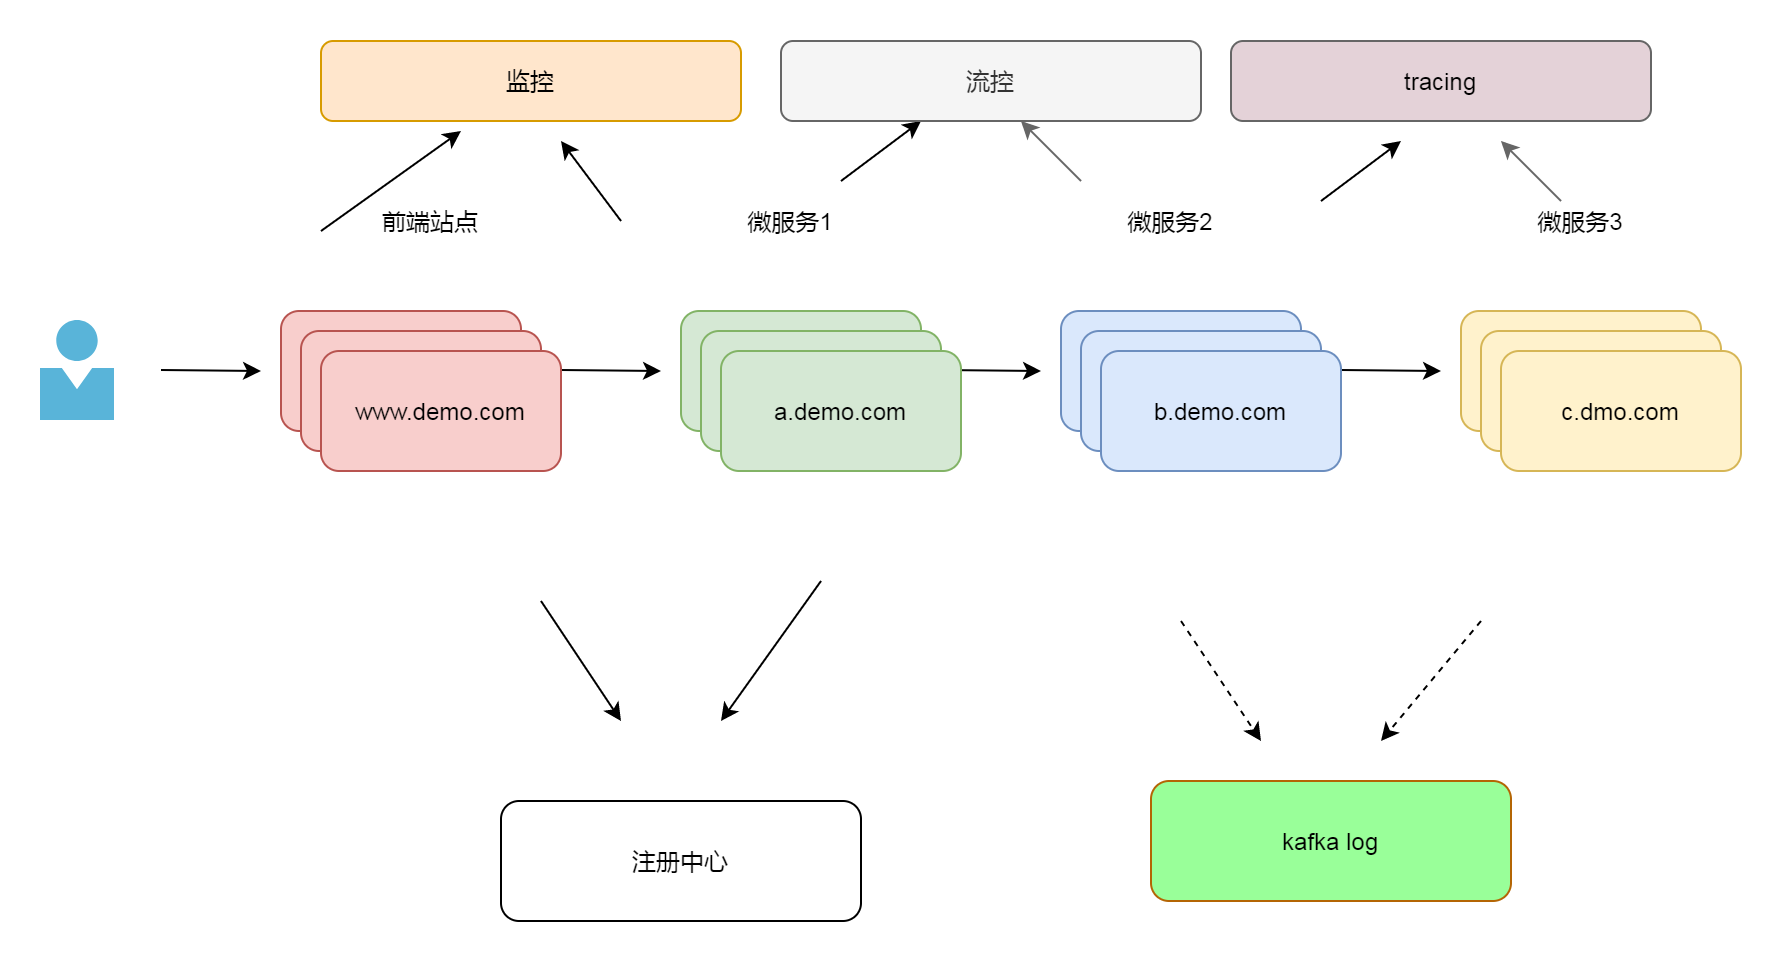 监控
流控
tracing
前端站点
微服务1
微服务2
微服务3
www.demo.com
a.demo.com
b.demo.com
c.dmo.com
注册中心
kafka log